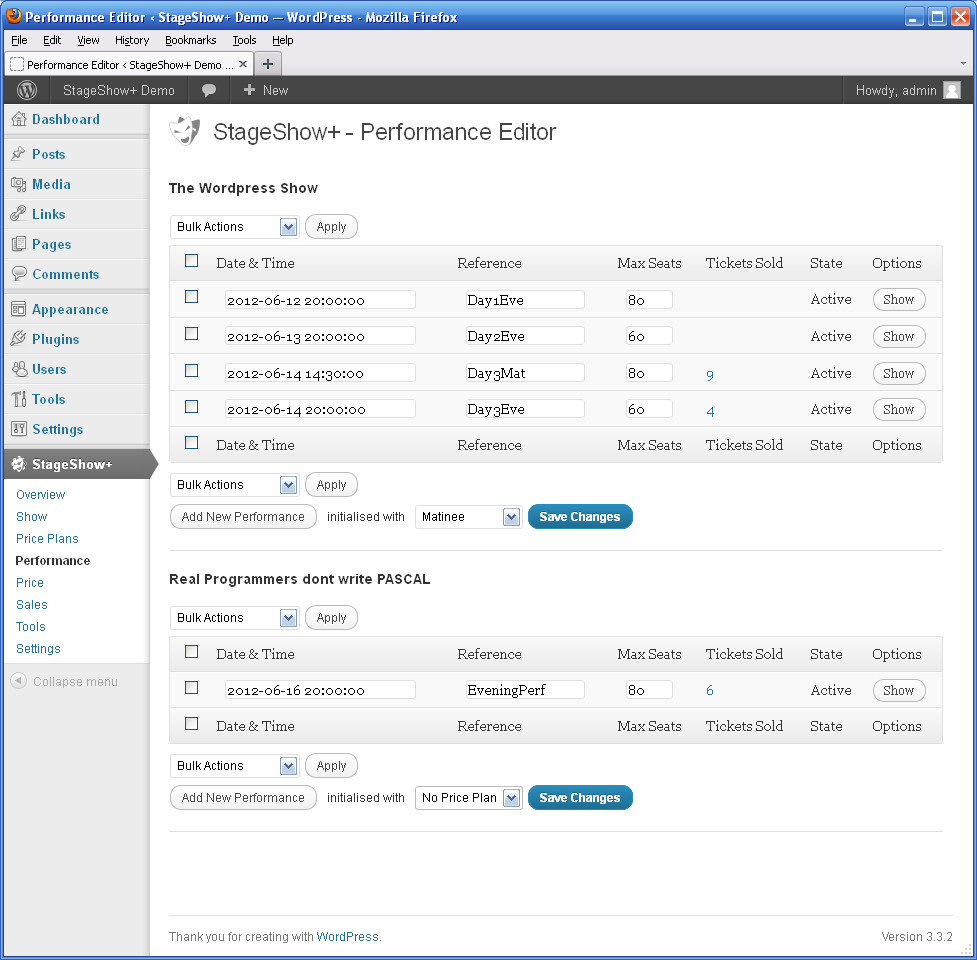 Performance Editor ‹ StageShow+ Demo — WordPress - Mozilla Firefox
File Edit View History Bookmarks Tools Help
Performance Editor ‹ StageShow+ Demo ...
StageShow+ Demo New Howdy, admin
Dashboard
Posts
Media
Links
Pages
Comments
Appearance
Plugins
Users
Tools
Settings
StageShow+
Overview
Show
Price Plans
Performance
Price
Sales
Tools
Settings
Collapse menu
StageShow+ - Performance Editor
The Wordpress Show
Bulk Actions Apply
Date & Time Reference Max Seats Tickets Sold State Options
2012-06-12 20:00:00 Day1Eve 80 Active Show
2012-06-13 20:00:00 Day2Eve 60 Active Show
2012-06-14 14:30:00 Day3Mat 80 9 Active Show
2012-06-14 20:00:00 Day3Eve 60 4 Active Show
Date & Time Reference Max Seats Tickets Sold State Options
Bulk Actions Apply
Add New Performance initialised with Matinee Save Changes
Real Programmers dont write PASCAL
Bulk Actions Apply
Date & Time Reference Max Seats Tickets Sold State Options
2012-06-16 20:00:00 EveningPerf 80 6 Active Show
Date & Time Reference Max Seats Tickets Sold State Options
Bulk Actions Apply
Add New Performance initialised with No Price Plan Save Changes
Thank you for creating with WordPress. Version 3.3.2